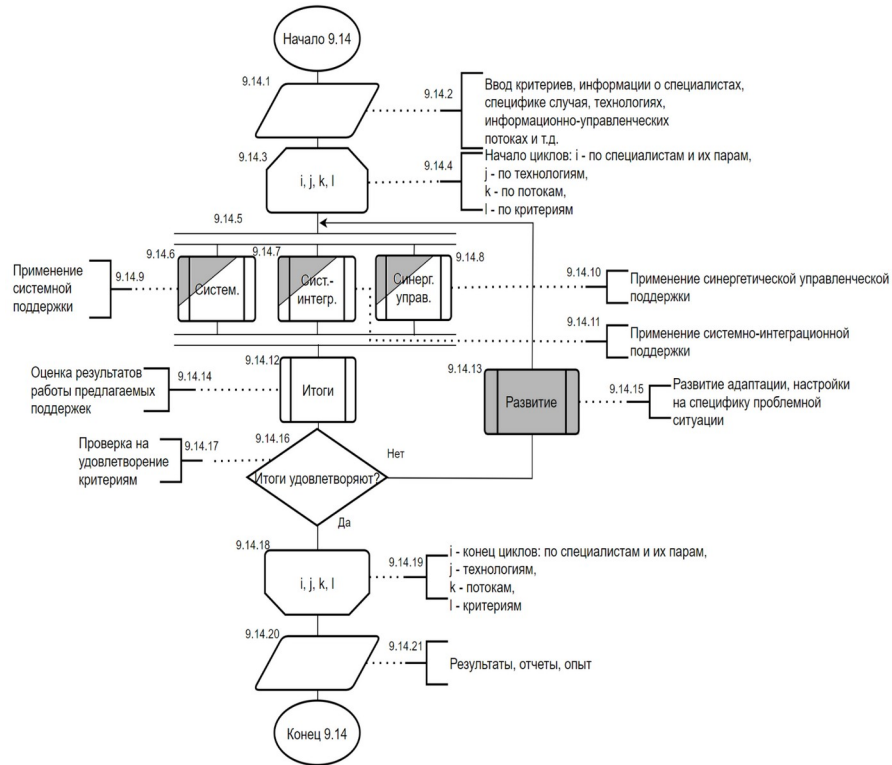 Начало 9.14
9.14.1
9.14.2
Ввод критериев, информации о специалистах,
специфике случая, технологиях,
информационно-управленческих
потоках и т.д.
9.14.3
i, j, k, l
9.14.4
Начало циклов: i - по специалистам и их парам,
j - по технологиям,
k - по потокам,
l - по критериям
9.14.5
9.14.6
Систем.
9.14.7
Сист.-
интегр.
9.14.8
Синерг.
управ.
9.14.9
Применение
системной
поддержки
9.14.10
Применение синергетической управленческой
поддержки
9.14.11
Применение системно-интеграционной
поддержки
9.14.12
Итоги
9.14.13
Развитие
9.14.14
Оценка результатов
работы предлагаемых
поддержек
9.14.15
Развитие адаптации, настройки
на специфику проблемной
ситуации
9.14.16
Итоги удовлетворяют?
Нет
Да
9.14.17
Проверка на
удовлетворение
критериям
9.14.18
i, j, k, l
9.14.19
i - конец циклов: по специалистам и их парам,
j - технологиям,
k - потокам,
l - критериям
9.14.20
9.14.21
Результаты, отчеты, опыт
Конец 9.14